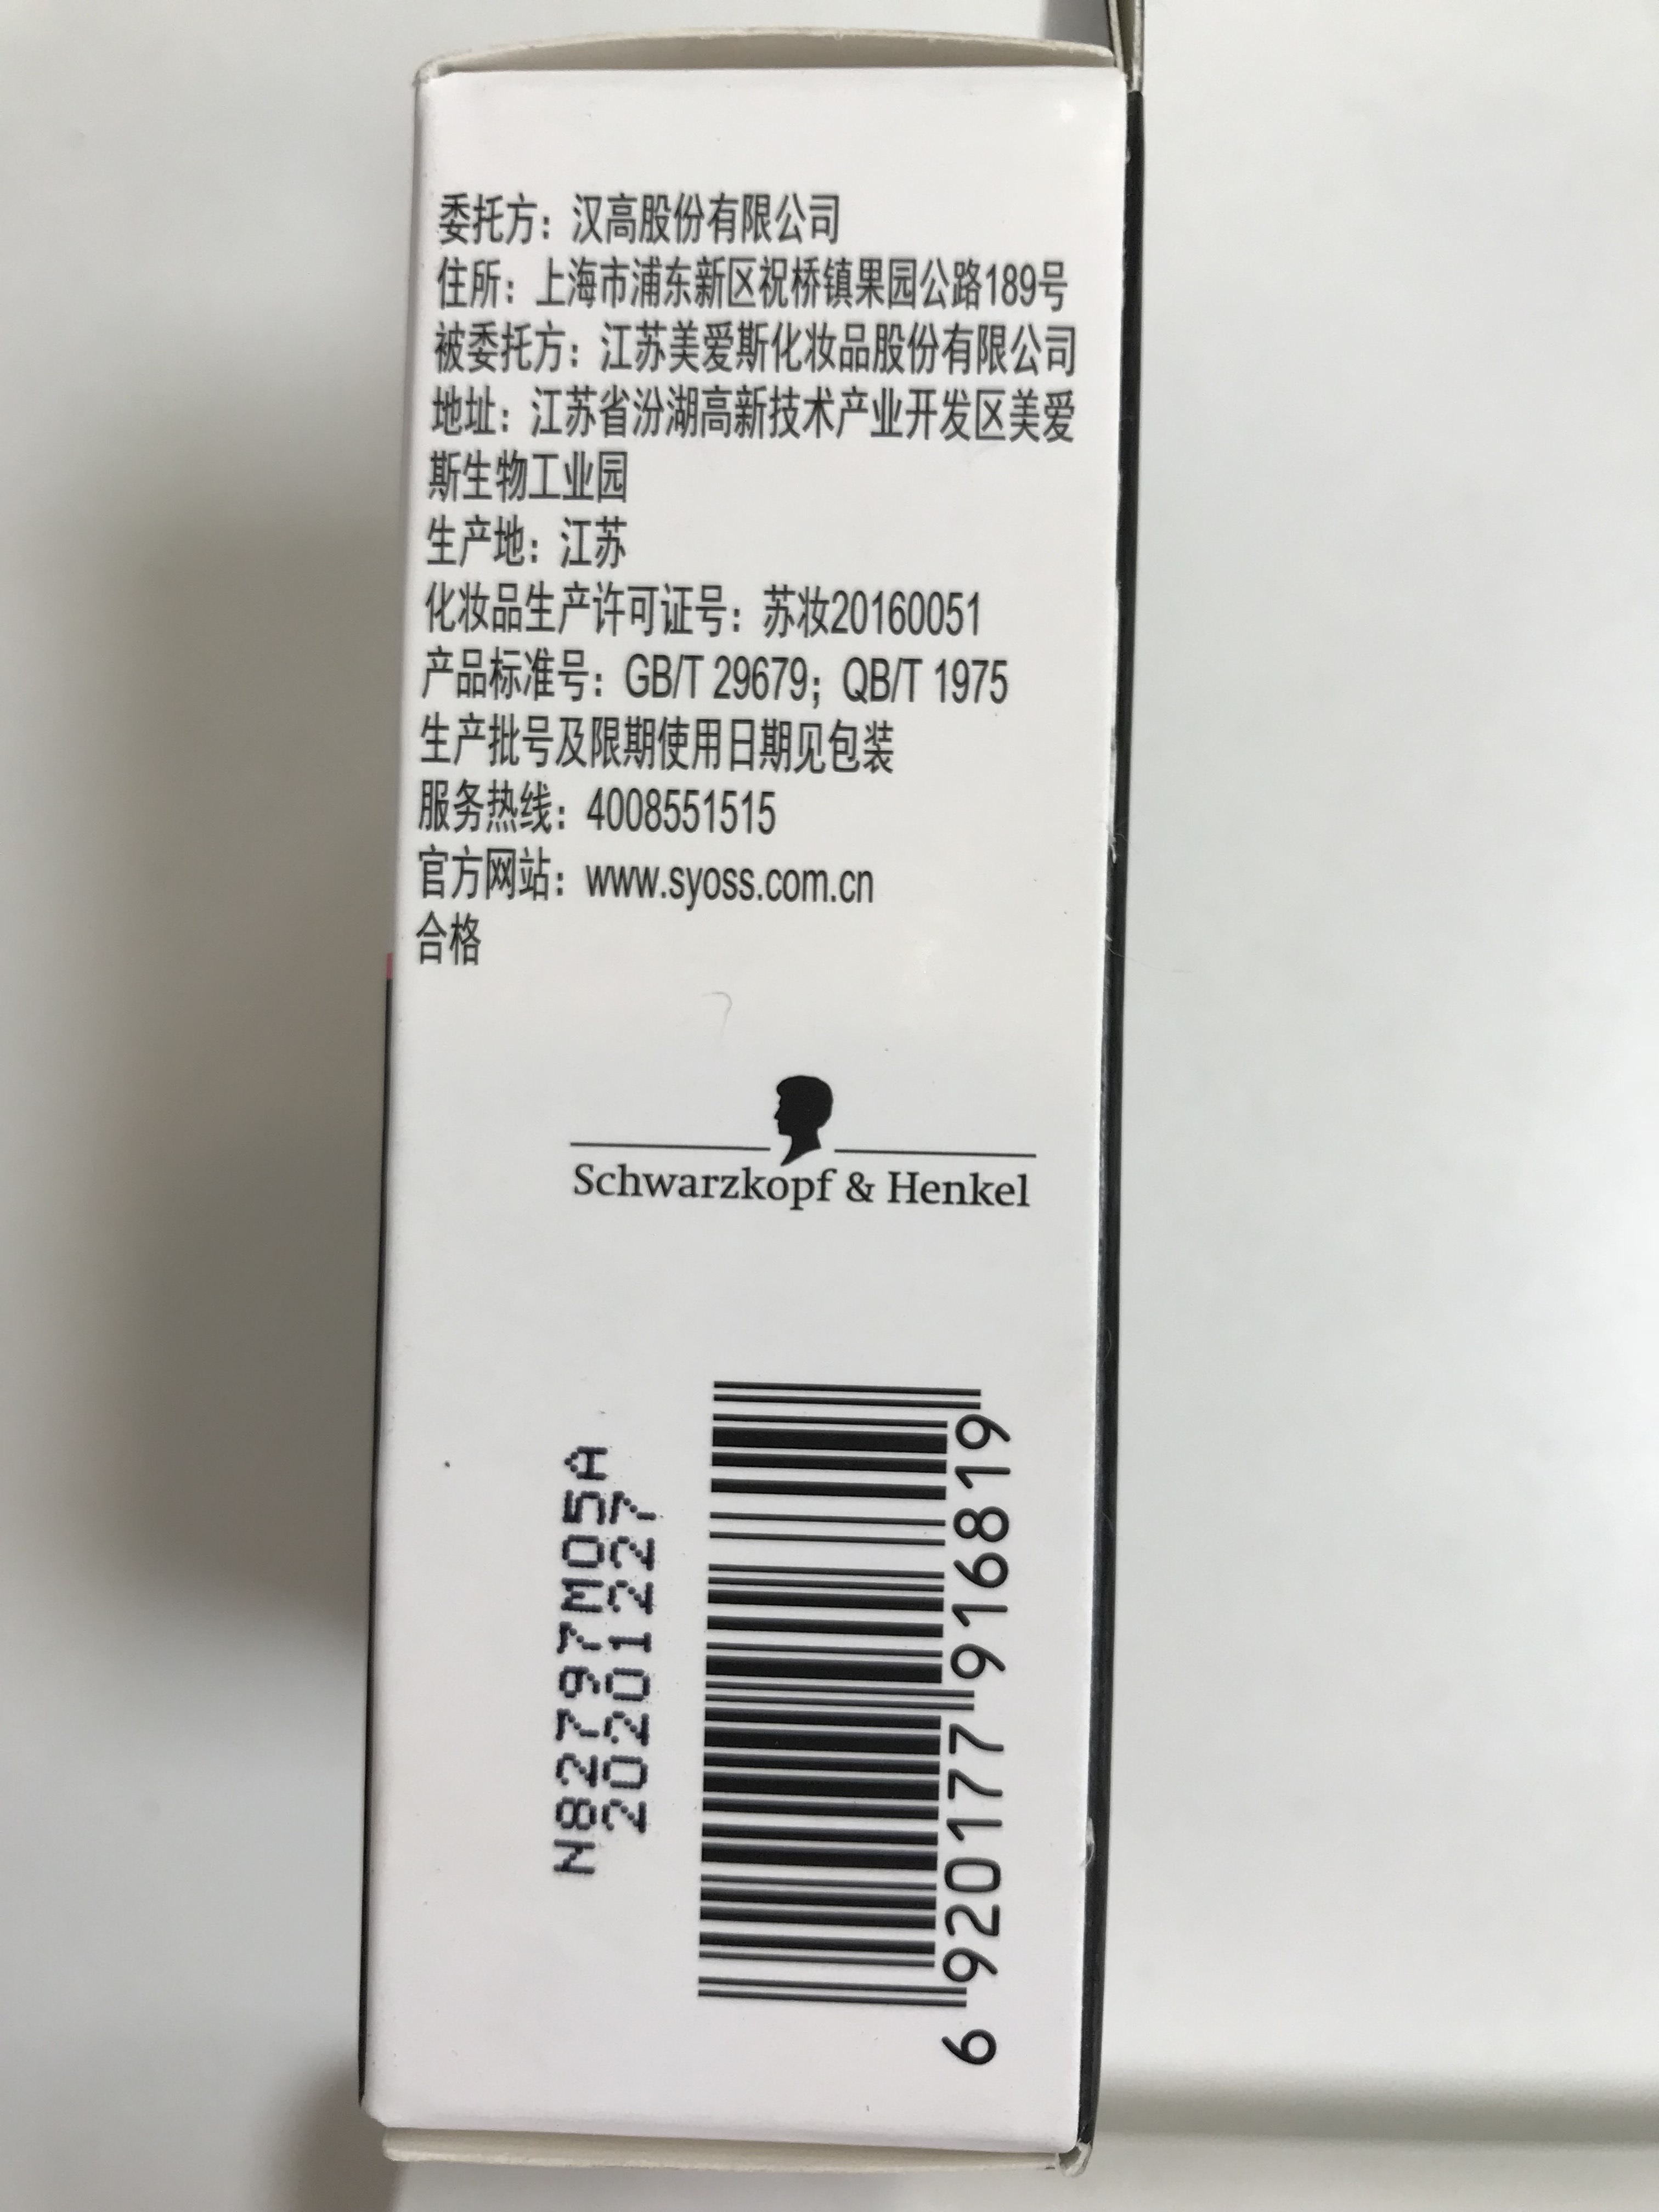 委托方：汉高股份有限公司
住所：上海市浦东新区祝桥镇果园公路189号
被委托方：江苏美爱斯化妆品股份有限公司
地址：江苏省汾湖高新技术产业开发区美爱
斯生物工业园
生产地：江苏
化妆品生产许可证号：苏妆20160051
产品标准号：GB/T 29679；QB/T 1975
生产批号及限期使用日期见包装
服务热线：4008551515
官方网站：www.syoss.com.cn
合格
Schwarzkopf & Henkel
N82797M05A
20201227
6 920177 916819